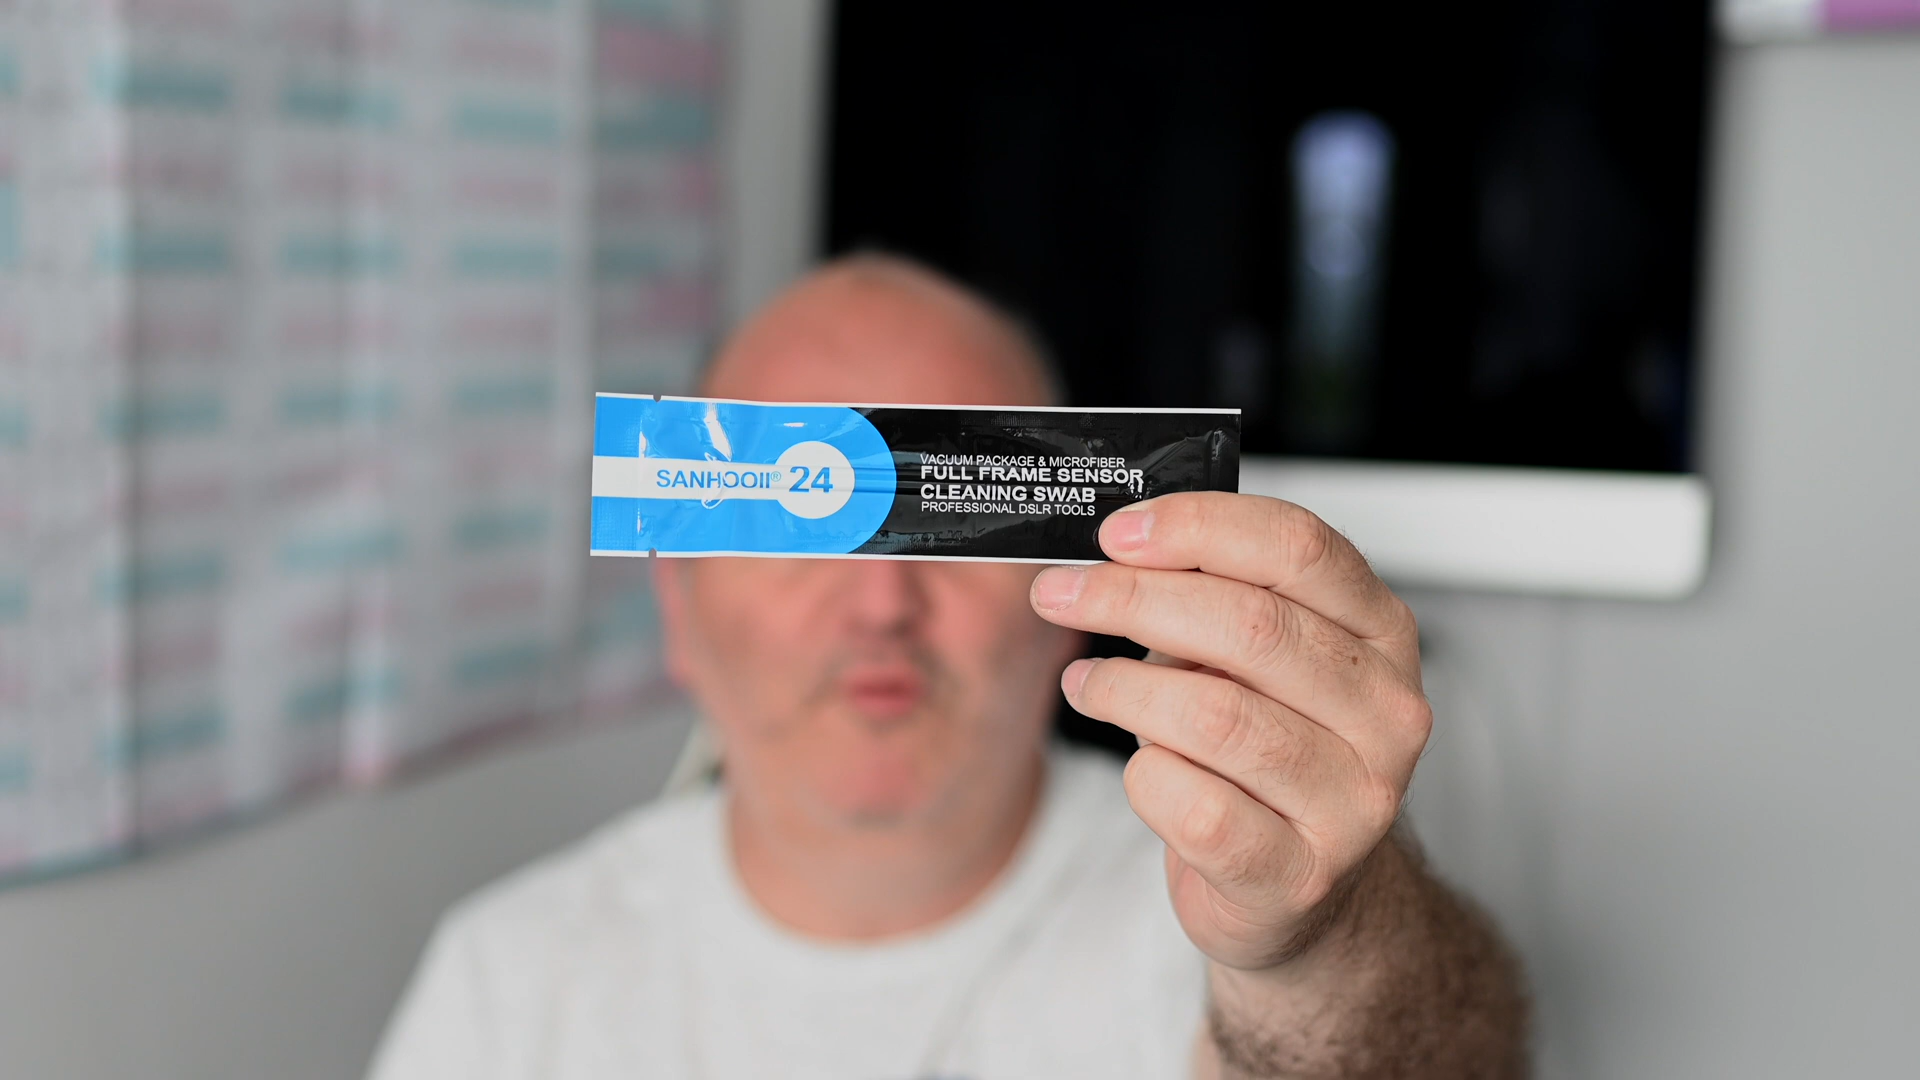 SANHOOII® 24
VACUUM PACKAGE & MICROFIBER
FULL FRAME SENSOR
CLEANING SWAB
PROFESSIONAL DSLR TOOLS